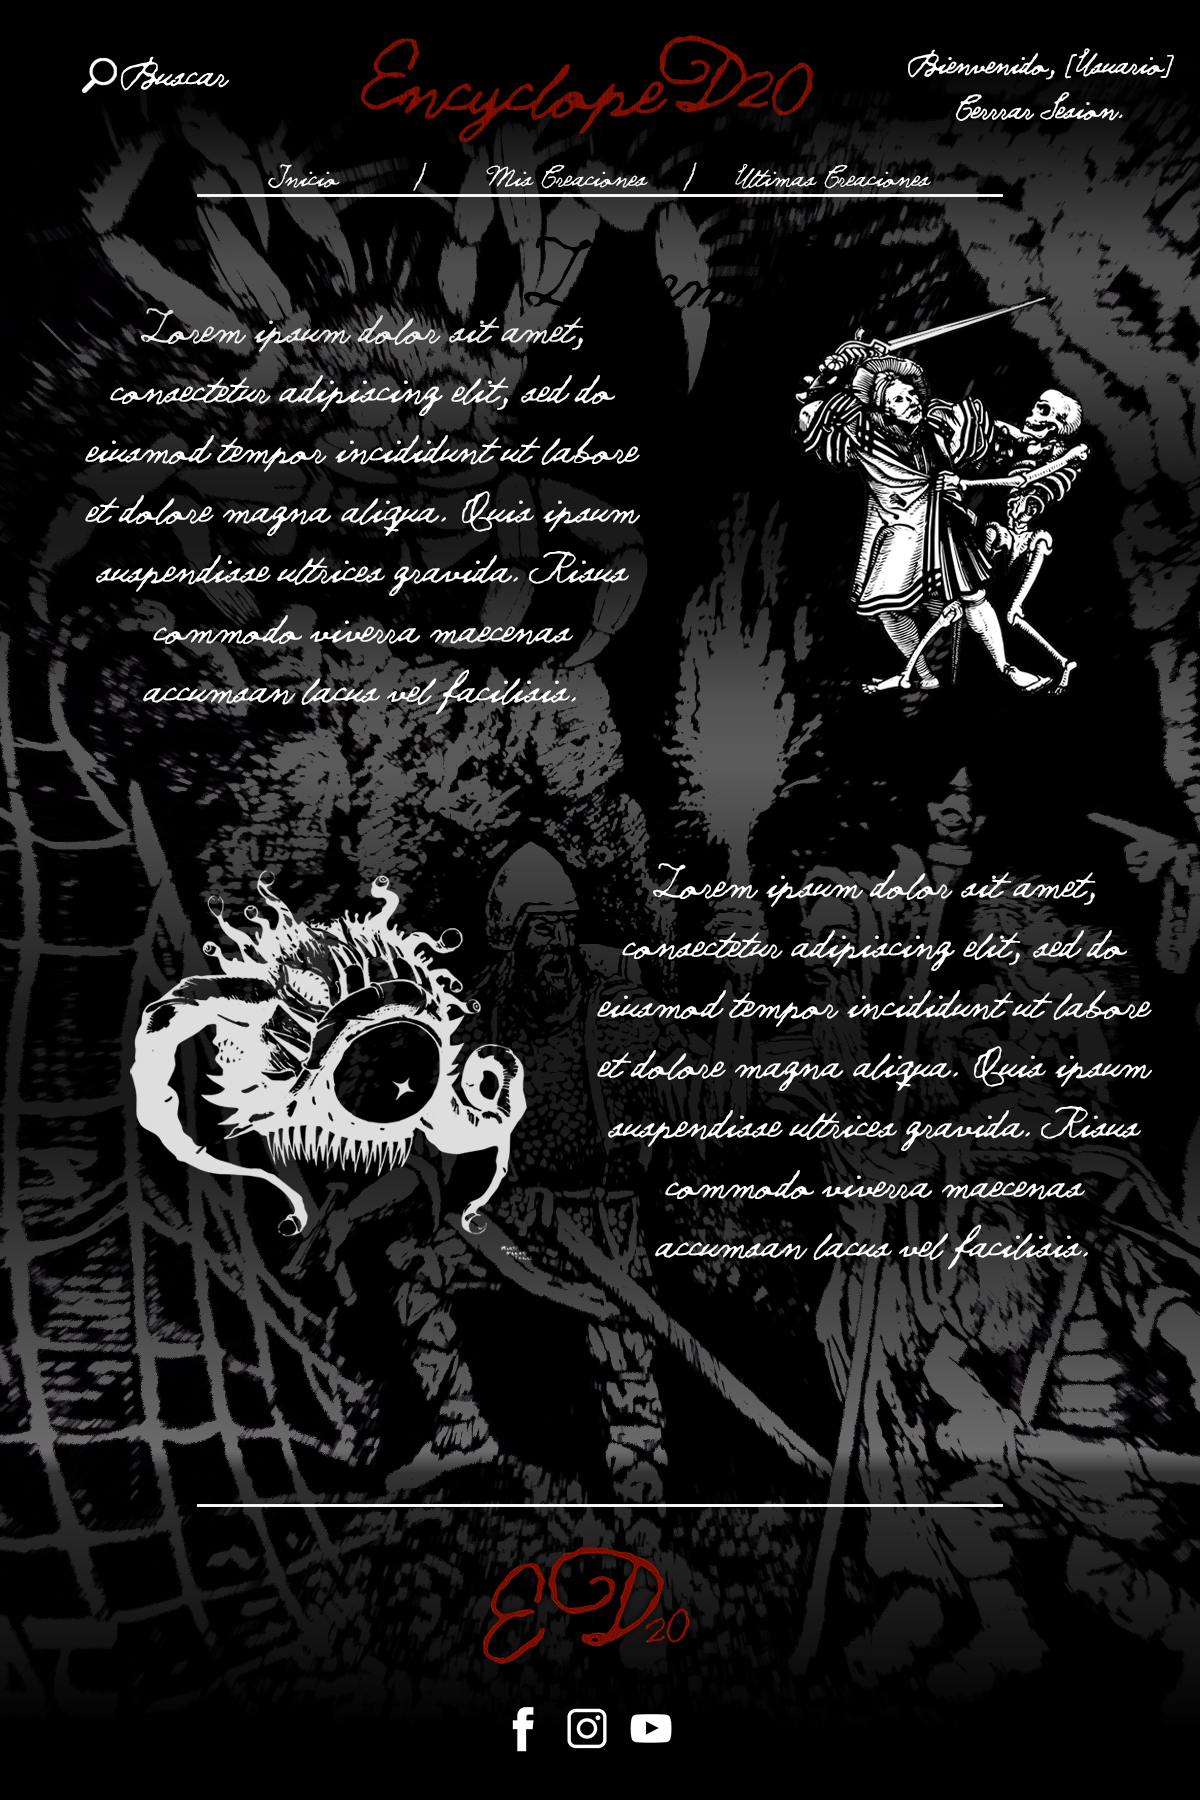 Buscar
EncyclopeD20
Bienvenido, [Usuario]
Cerrrar Sesion.
Inicio / Mis Creaciones / Ultimas Creaciones
Lorem ipsum dolor sit amet,
consectetur adipiscing elit, sed do
eiusmod tempor incididunt ut labore
et dolore magna aliqua. Quis ipsum
suspendisse ultrices gravida. Risus
commodo viverra maecenas
accumsan lacus vel facilisis.
Lorem ipsum dolor sit amet,
consectetur adipiscing elit, sed do
eiusmod tempor incididunt ut labore
et dolore magna aliqua. Quis ipsum
suspendisse ultrices gravida. Risus
commodo viverra maecenas
accumsan lacus vel facilisis.
ED20